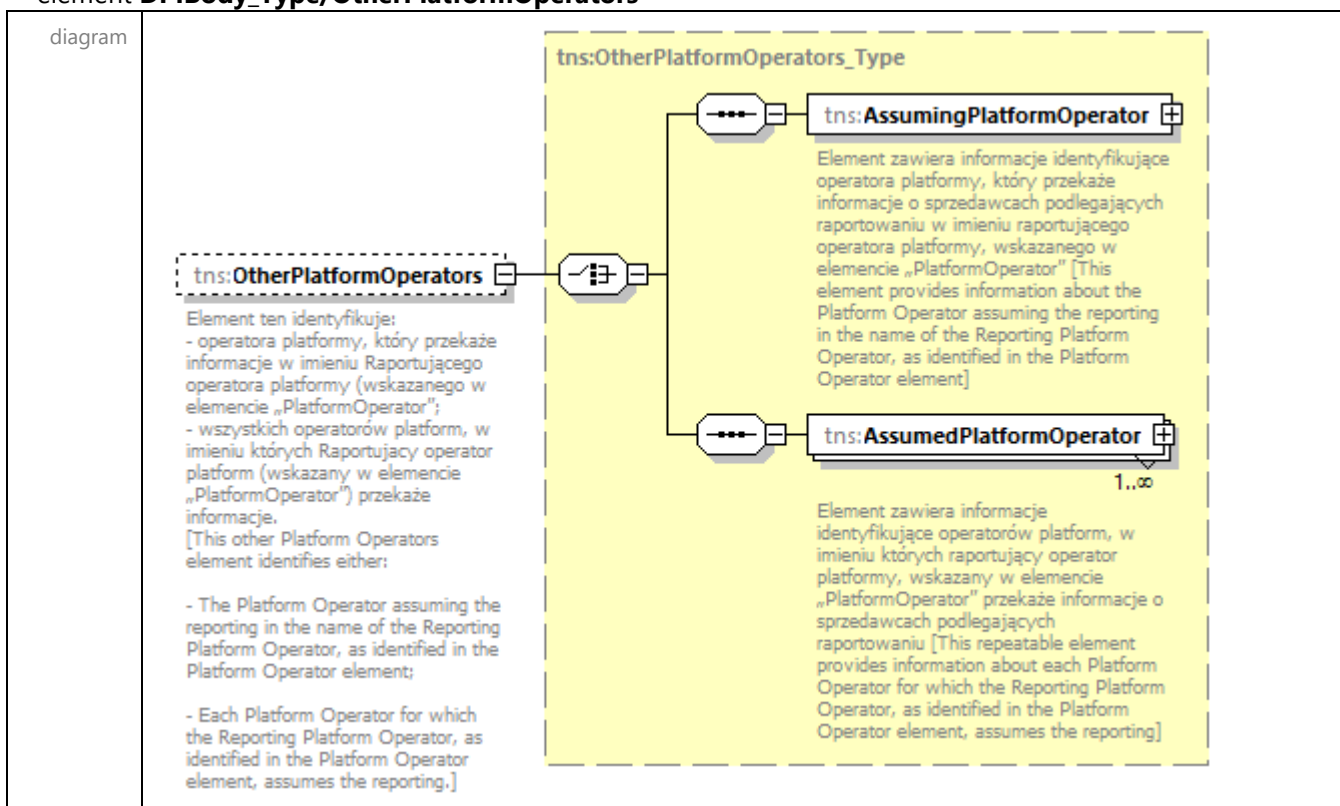 element DPIBody_Type/OtherPlatformOperators
diagram
tns:OtherPlatformOperators_Type
tns:AssumingPlatformOperator
Element zawiera informacje identyfikujące
operatora platformy, który przekaże
informacje o sprzedawcach podlegających
raportowaniu w imieniu raportującego
operatora platformy, wskazanego w
elemencie „PlatformOperator" [This
element provides information about the
Platform Operator assuming the reporting
in the name of the Reporting Platform
Operator, as identified in the Platform
Operator element]
tns:OtherPlatformOperators
Element ten identyfikuje:
- operatora platformy, który przekaże
informacje w imieniu Raportującego
operatora platformy (wskazanego w
elemencie „PlatformOperator";
- wszystkich operatorów platform, w
imieniu których Raportujacy operator
platform (wskazany w elemencie
„PlatformOperator") przekaże
informacje.
[This other Platform Operators
element identifies either:
- The Platform Operator assuming the
reporting in the name of the Reporting
Platform Operator, as identified in the
Platform Operator element;
- Each Platform Operator for which
the Reporting Platform Operator, as
identified in the Platform Operator
element, assumes the reporting.]
tns:AssumedPlatformOperator
1..∞
Element zawiera informacje
identyfikujące operatorów platform, w
imieniu których raportujący operator
platformy, wskazany w elemencie
„PlatformOperator" przekaże informacje o
sprzedawcach podlegających
raportowaniu [This repeatable element
provides information about each Platform
Operator for which the Reporting Platform
Operator, as identified in the Platform
Operator element, assumes the reporting]